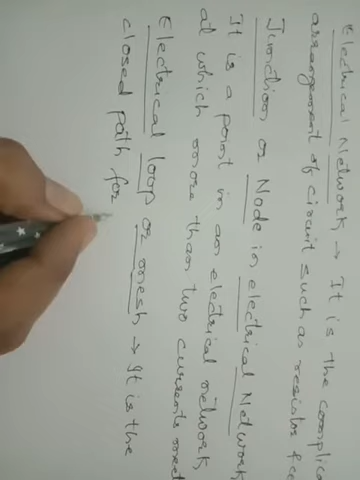 Electrical Network → It is the complic
arrangement of circuit such as resistor &
Junction or Node in electrical Network
It is a point in an electrical network
at which more than two currents meet
Electrical loop or mesh → It is the
closed path for